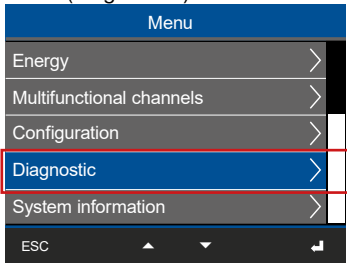 Menu
Energy
Multifunctional channels
Configuration
Diagnostic
System information
ESC